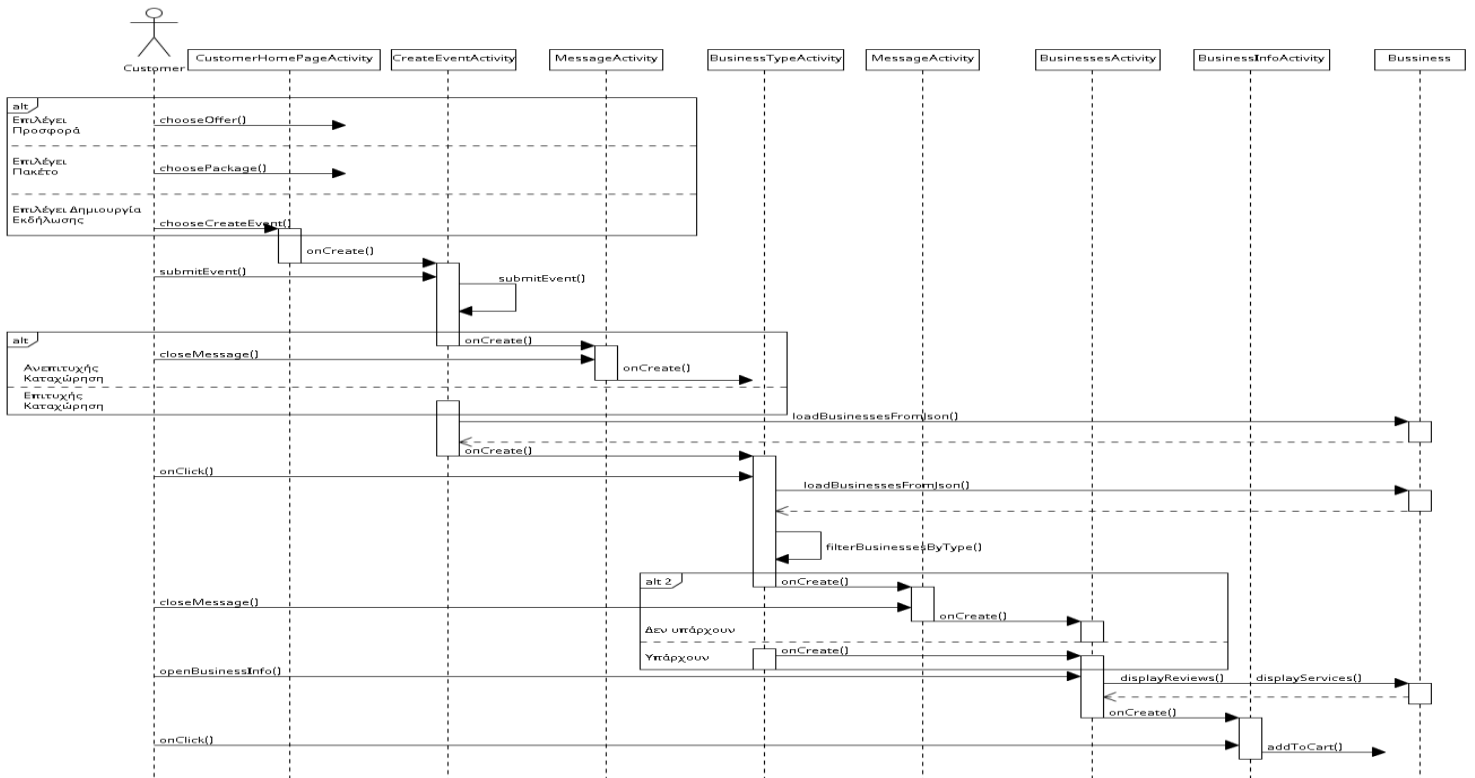 Customer
CustomerHomePageActivity
CreateEventActivity
MessageActivity
BusinessTypeActivity
MessageActivity
BusinessesActivity
BusinessInfoActivity
Bussiness
alt
Επιλέγει
Προσφορά
chooseOffer()
Επιλέγει
Πακέτο
choosePackage()
Επιλέγει Δημιουργία
Εκδήλωσης
chooseCreateEvent()
onCreate()
submitEvent()
submitEvent()
alt
onCreate()
closeMessage()
Ανεπιτυχής
Καταχώρηση
onCreate()
Επιτυχής
Καταχώρηση
loadBusinessesFromJson()
onCreate()
onClick()
loadBusinessesFromJson()
filterBusinessesByType()
alt 2
onCreate()
closeMessage()
onCreate()
Δεν υπάρχουν
onCreate()
Υπάρχουν
openBusinessInfo()
displayReviews()
displayServices()
onCreate()
onClick()
addToCart()